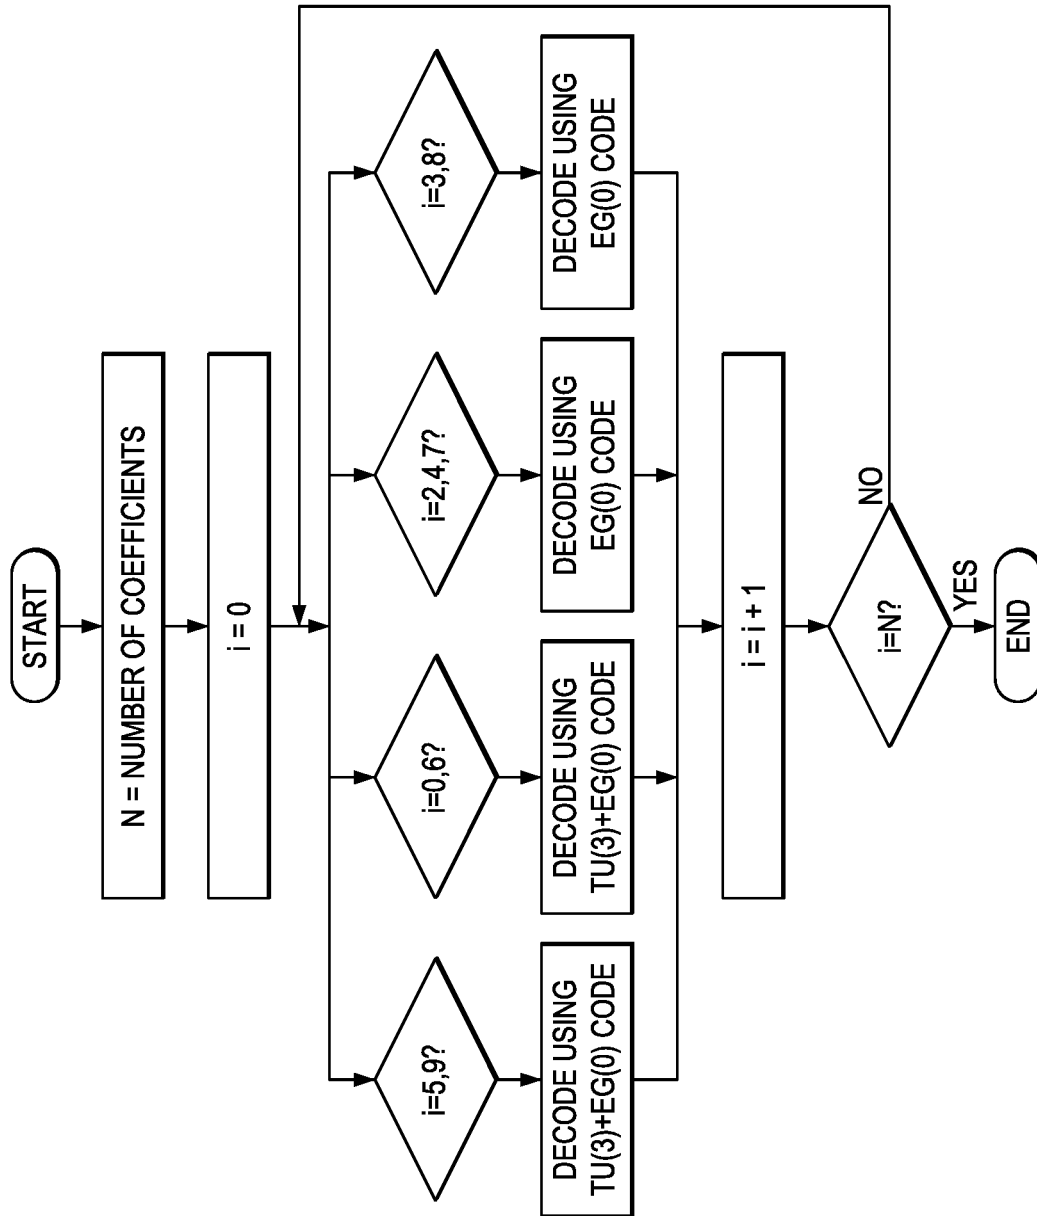 START
N = NUMBER OF COEFFICIENTS
i = 0
i=5,9?
i=0,6?
i=2,4,7?
i=3,8?
DECODE USING
TU(3)+EG(0) CODE
DECODE USING
TU(3)+EG(0) CODE
DECODE USING
EG(0) CODE
DECODE USING
EG(0) CODE
i = i + 1
i=N?
NO
YES
END